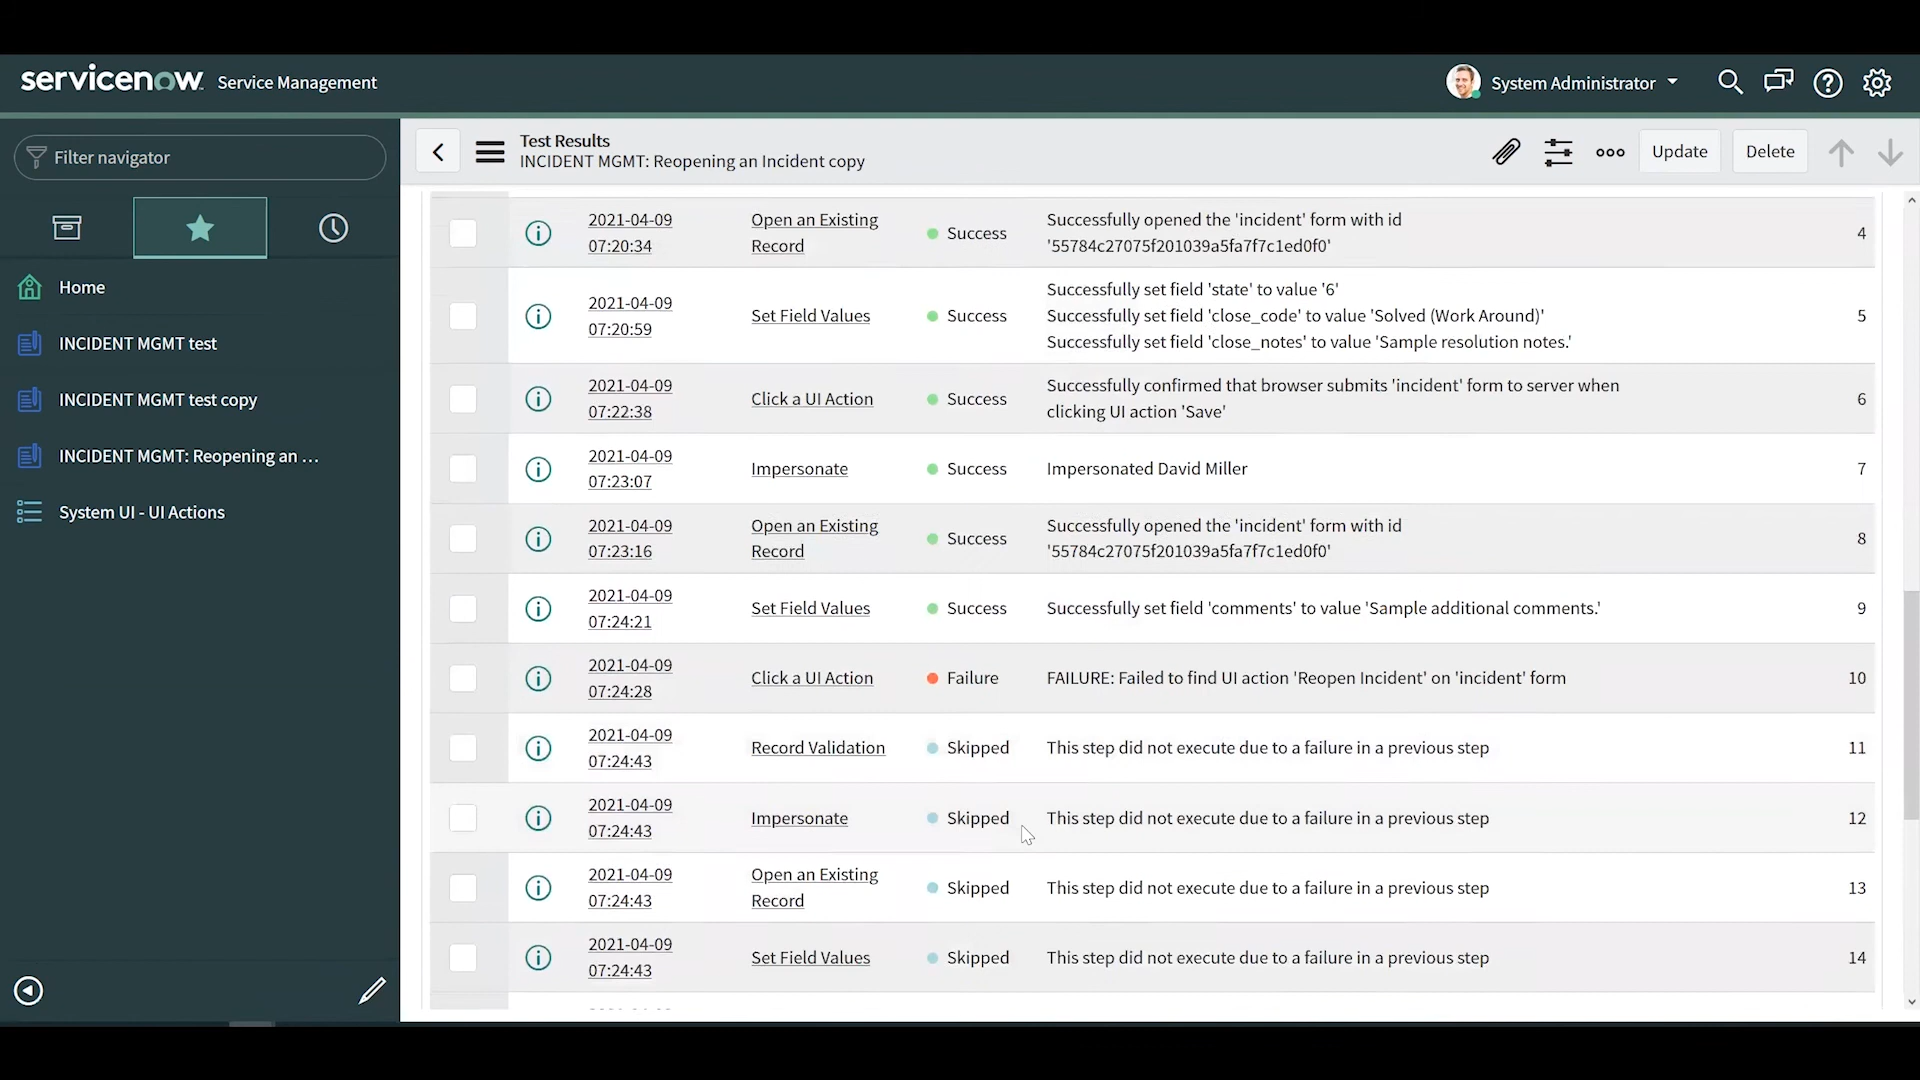 servicenow Service Management
System Administrator
Filter navigator
Home
INCIDENT MGMT test
INCIDENT MGMT test copy
INCIDENT MGMT: Reopening an ...
System UI - UI Actions
Test Results
INCIDENT MGMT: Reopening an Incident copy
Update
Delete
2021-04-09
07:20:34
Open an Existing
Record
Success
Successfully opened the 'incident' form with id
'55784c27075f201039a5fa7f7c1ed0f0'
4
2021-04-09
07:20:59
Set Field Values
Success
Successfully set field 'state' to value '6'
Successfully set field 'close_code' to value 'Solved (Work Around)'
Successfully set field 'close_notes' to value 'Sample resolution notes.'
5
2021-04-09
07:22:38
Click a UI Action
Success
Successfully confirmed that browser submits 'incident' form to server when
clicking UI action 'Save'
6
2021-04-09
07:23:07
Impersonate
Success
Impersonated David Miller
7
2021-04-09
07:23:16
Open an Existing
Record
Success
Successfully opened the 'incident' form with id
'55784c27075f201039a5fa7f7c1ed0f0'
8
2021-04-09
07:24:21
Set Field Values
Success
Successfully set field 'comments' to value 'Sample additional comments.'
9
2021-04-09
07:24:28
Click a UI Action
Failure
FAILURE: Failed to find UI action 'Reopen Incident' on 'incident' form
10
2021-04-09
07:24:43
Record Validation
Skipped
This step did not execute due to a failure in a previous step
11
2021-04-09
07:24:43
Impersonate
Skipped
This step did not execute due to a failure in a previous step
12
2021-04-09
07:24:43
Open an Existing
Record
Skipped
This step did not execute due to a failure in a previous step
13
2021-04-09
07:24:43
Set Field Values
Skipped
This step did not execute due to a failure in a previous step
14